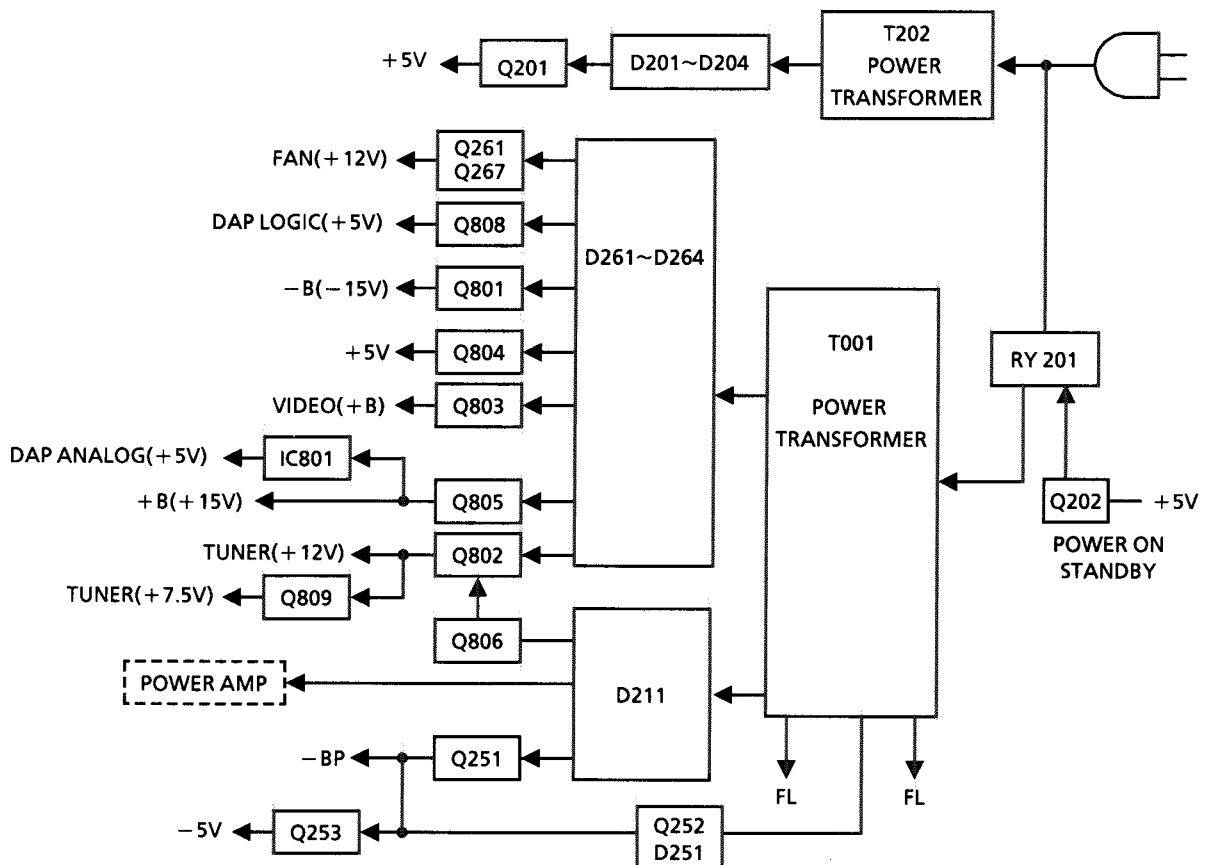 T202
POWER
TRANSFORMER
+5V
Q201
D201~D204
FAN(+12V)
Q261
Q267
DAP LOGIC(+5V)
Q808
D261~D264
−B(−15V)
Q801
+5V
Q804
T001
POWER
TRANSFORMER
RY 201
VIDEO(+B)
Q803
DAP ANALOG(+5V)
IC801
+B(+15V)
Q805
Q202
+5V
POWER ON
STANDBY
TUNER(+12V)
Q802
TUNER(+7.5V)
Q809
Q806
POWER AMP
D211
−BP
Q251
FL
FL
−5V
Q253
Q252
D251